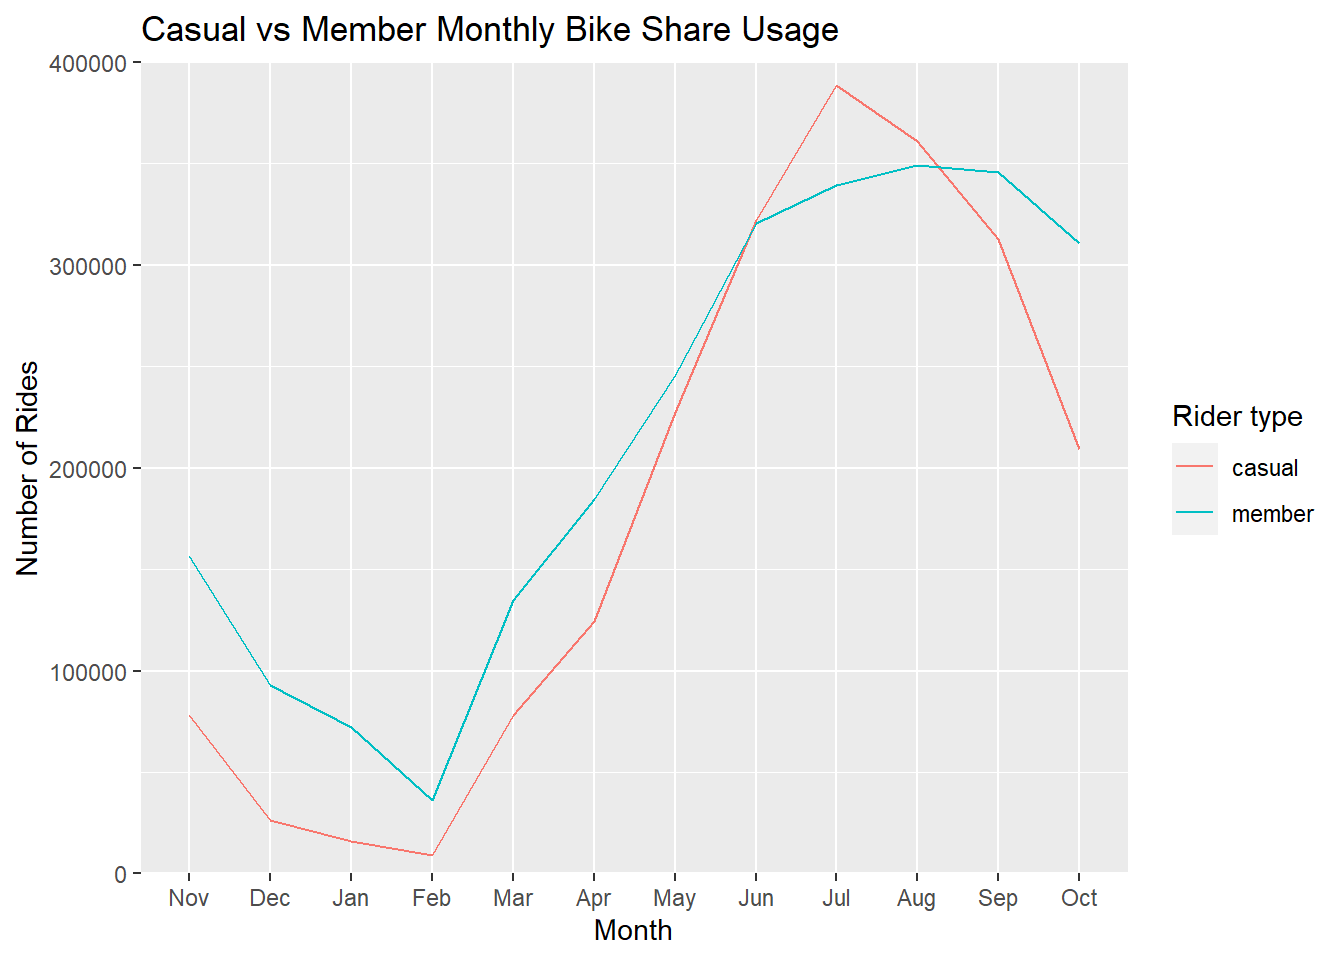 Casual vs Member Monthly Bike Share Usage
400000
300000
200000
100000
0
Number of Rides
Nov Dec Jan Feb Mar Apr May Jun Jul Aug Sep Oct
Month
Rider type
casual
member